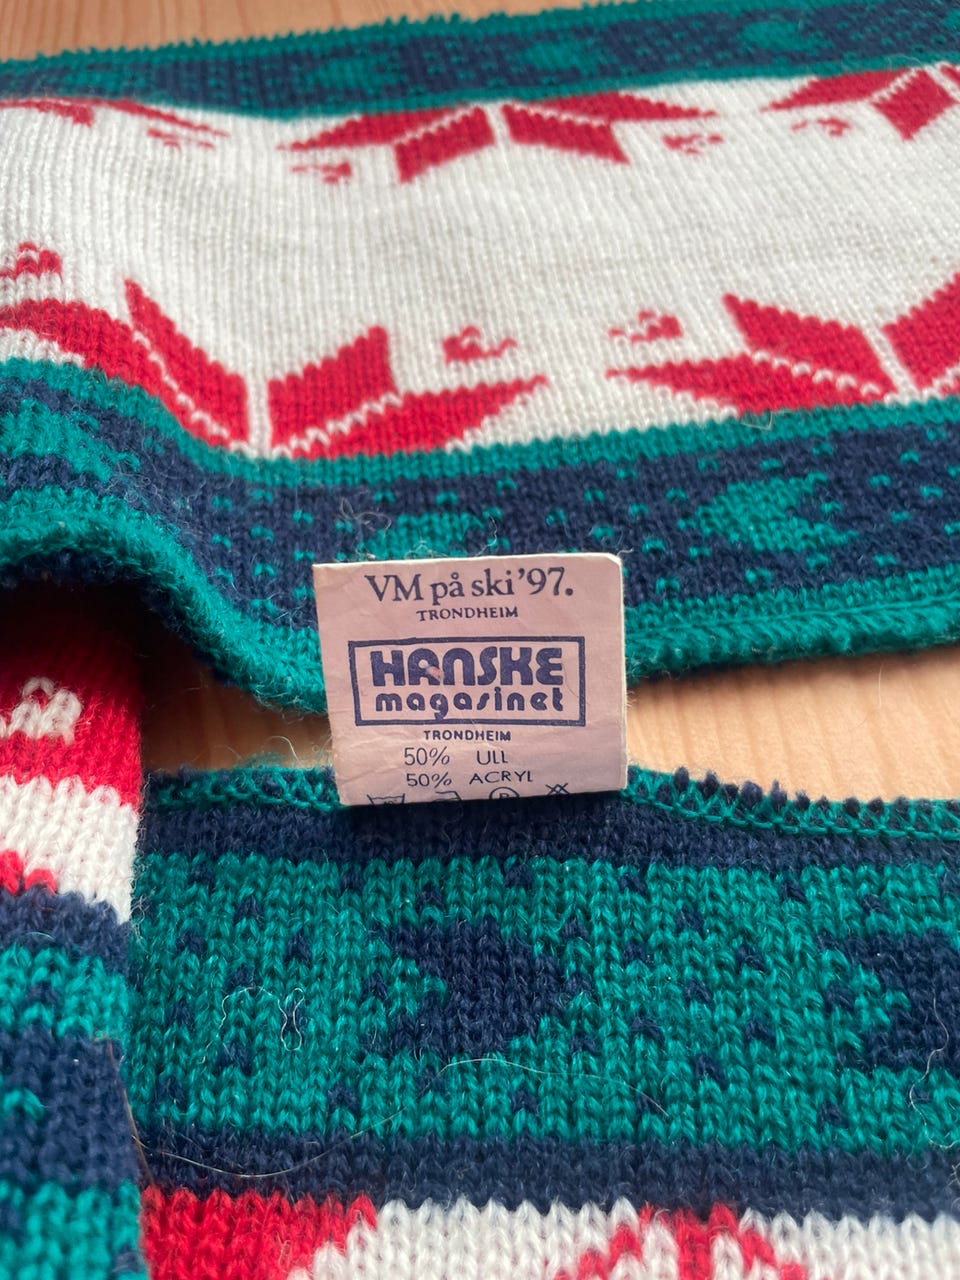 VM på ski '97.
TRONDHEIM
HANSKE
magasinet
TRONDHEIM
50% ULL
50% ACRYL